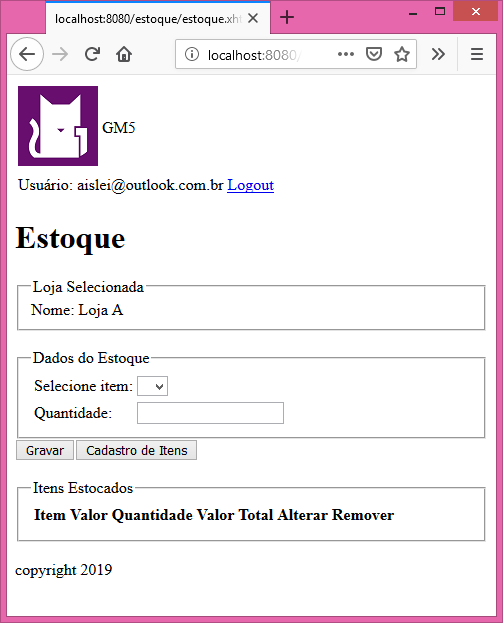 localhost:8080/estoque/estoque.xh
localhost:8080/
GM5
Usuário: aislei@outlook.com.br Logout
Estoque
Loja Selecionada
Nome: Loja A
Dados do Estoque
Selecione item:
Quantidade:
Gravar Cadastro de Itens
Itens Estocados
Item Valor Quantidade Valor Total Alterar Remover
copyright 2019